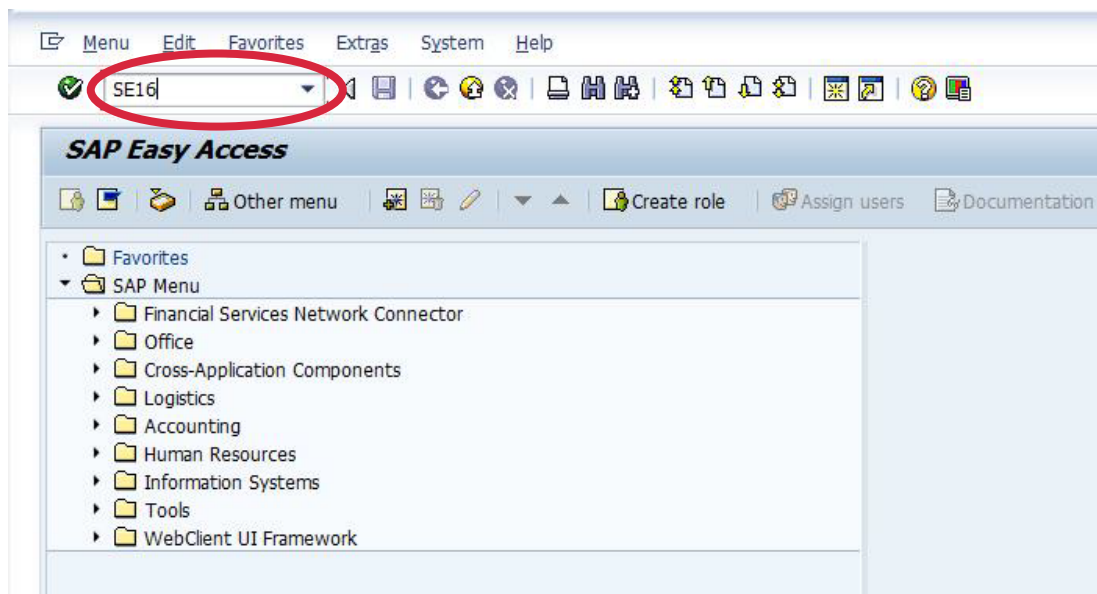 Menu Edit Favorites Extras System Help
SE16
SAP Easy Access
Other menu Create role Assign users Documentation
Favorites
SAP Menu
Financial Services Network Connector
Office
Cross-Application Components
Logistics
Accounting
Human Resources
Information Systems
Tools
WebClient UI Framework